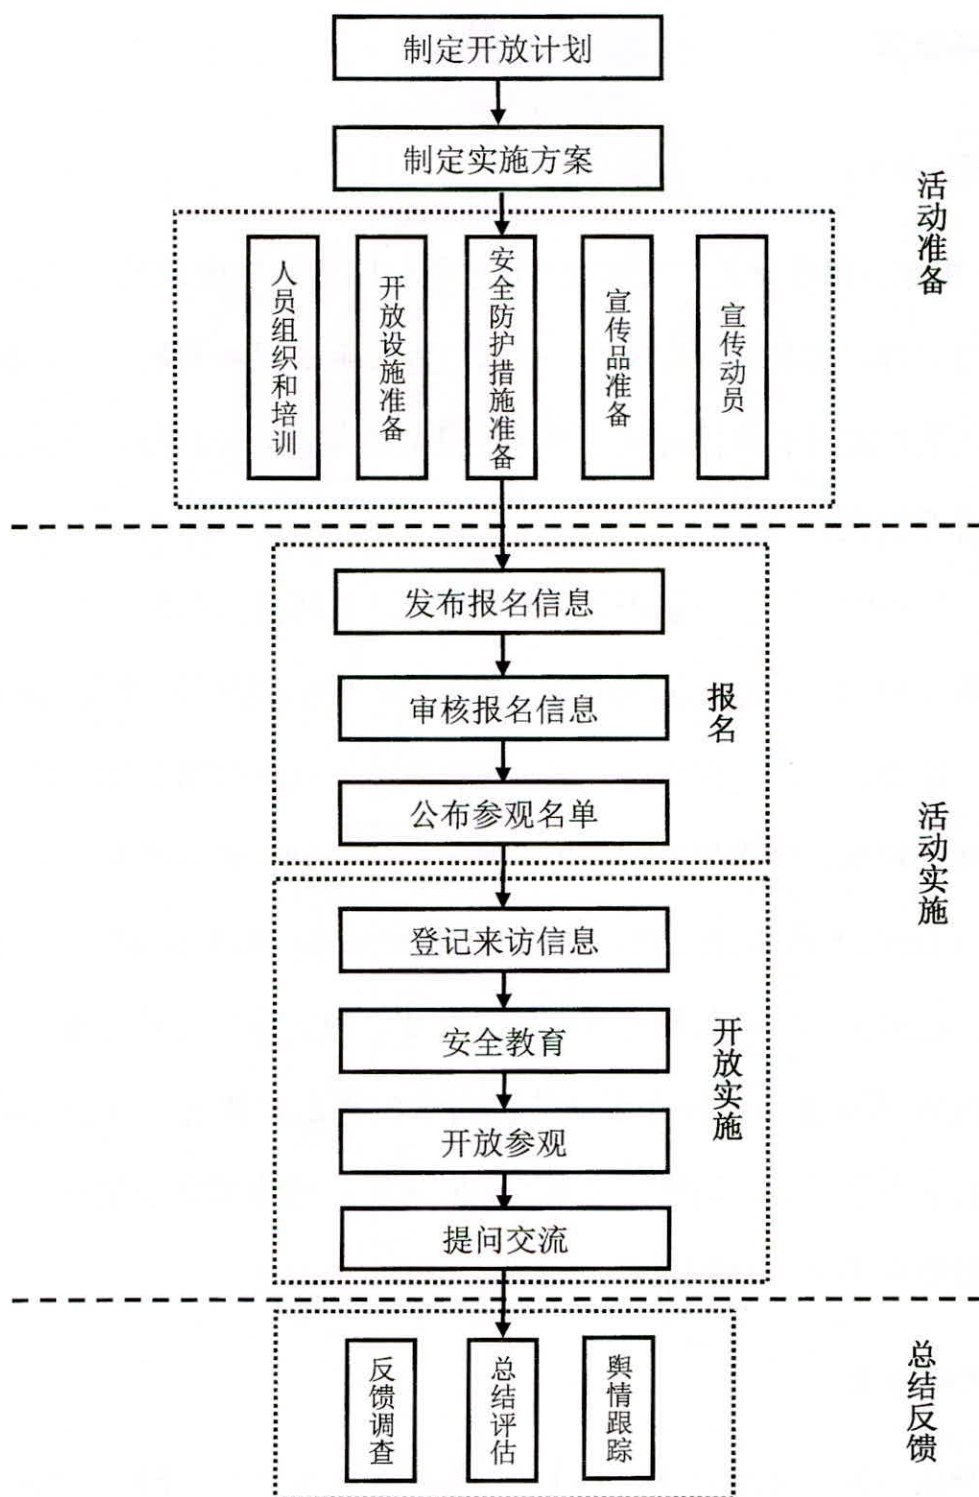 制定开放计划
制定实施方案
活动准备
人员组织和培训
开放设施准备
安全防护措施准备
宣传品准备
宣传动员
发布报名信息
审核报名信息
公布参观名单
报名
活动实施
登记来访信息
安全教育
开放参观
提问交流
开放实施
反馈调查
总结评估
舆情跟踪
总结反馈